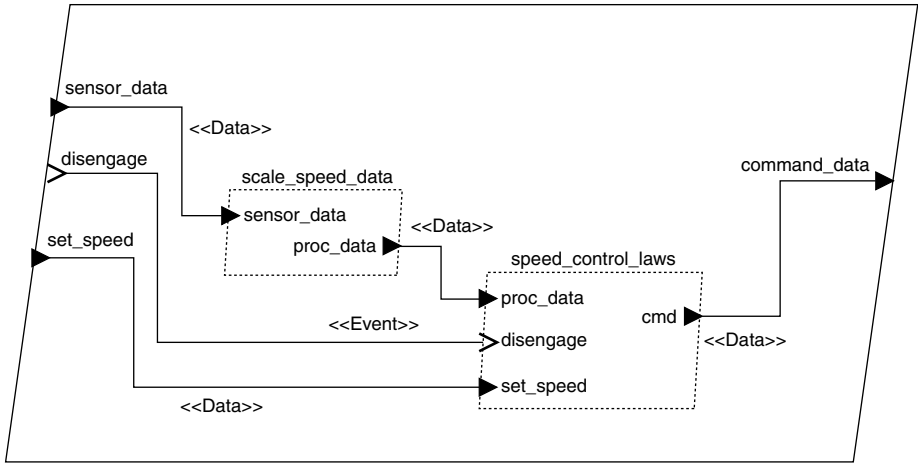 sensor_data
<<Data>>
disengage
scale_speed_data
command_data
sensor_data
<<Data>>
set_speed
proc_data
speed_control_laws
proc_data
cmd
<<Event>>
disengage
<<Data>>
set_speed
<<Data>>